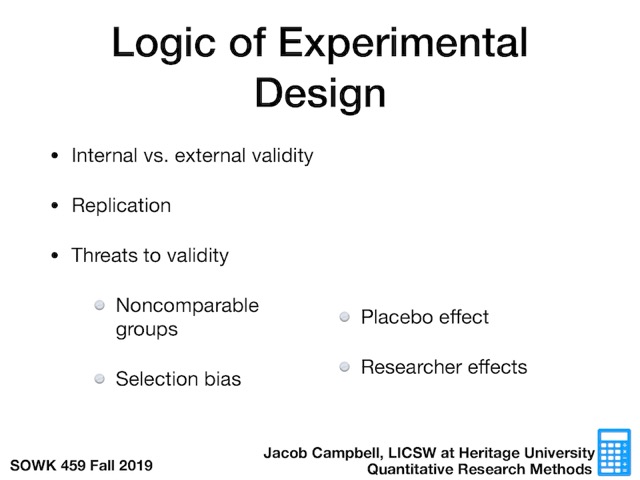 Logic of Experimental
Design
• Internal vs. external validity
• Replication
• Threats to validity
Noncomparable
groups
Selection bias
Placebo effect
Researcher effects
SOWK 459 Fall 2019
Jacob Campbell, LICSW at Heritage University
Quantitative Research Methods